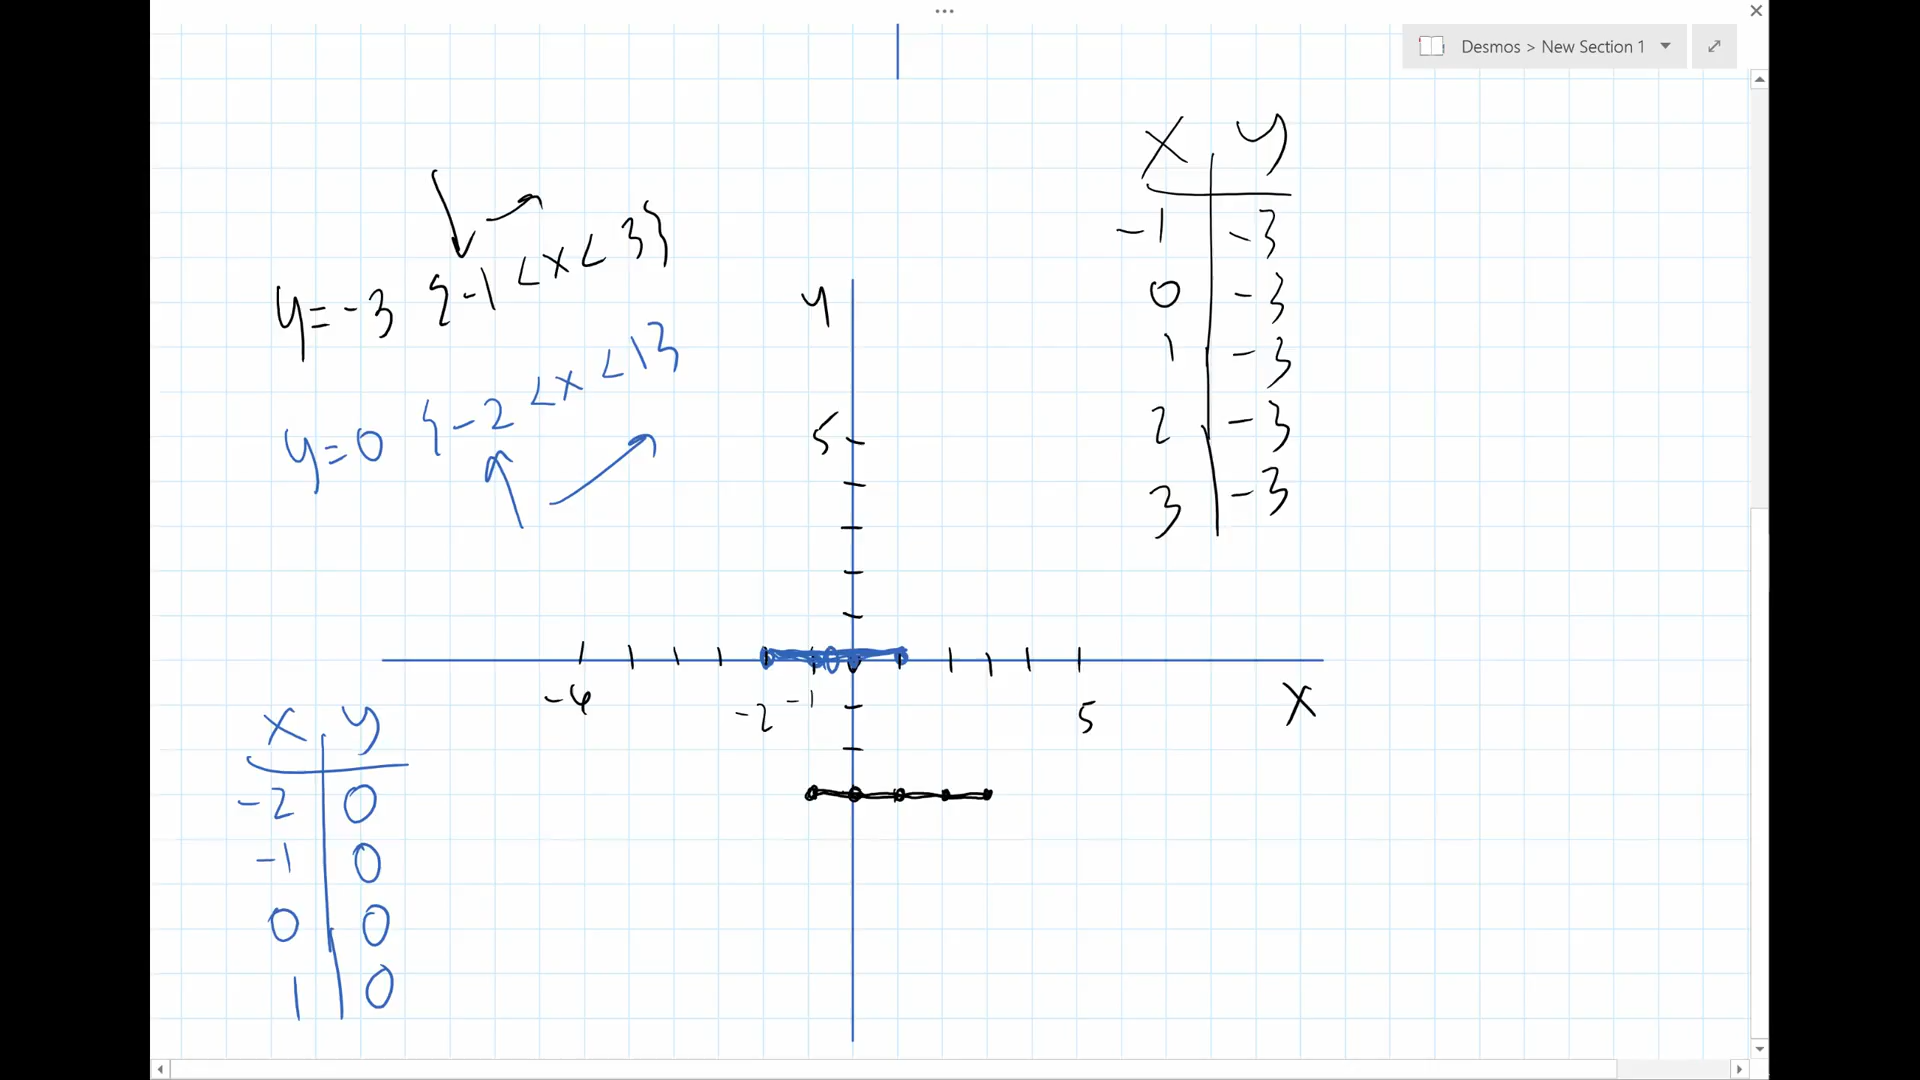 Desmos > New Section 1
y = -3 {-1 < x < 3}
y = 0 {-2 < x < 1}
x y
-1 -3
0 -3
1 -3
2 -3
3 -3
y
5
-2 -1
5
x
x y
-2 0
-1 0
0 0
1 0